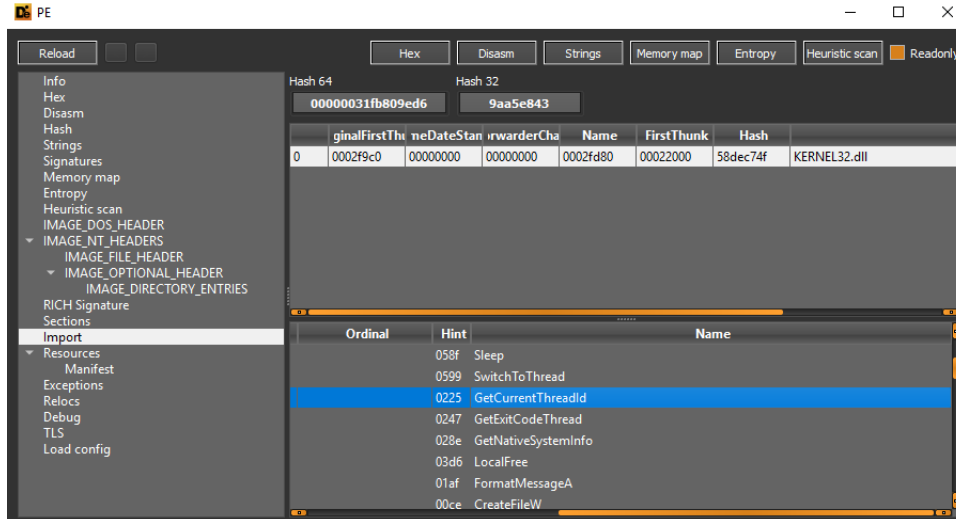 PE
Reload Hex Disasm Strings Memory map Entropy Heuristic scan Readonly
Info
Hex
Disasm
Hash
Strings
Signatures
Memory map
Entropy
Heuristic scan
IMAGE_DOS_HEADER
IMAGE_NT_HEADERS
IMAGE_FILE_HEADER
IMAGE_OPTIONAL_HEADER
IMAGE_DIRECTORY_ENTRIES
RICH Signature
Sections
Import
Resources
Manifest
Exceptions
Relocs
Debug
TLS
Load config
Hash 64 Hash 32
00000031fb809ed6 9aa5e843
ginalFirstThu neDateStan orwarderCha Name FirstThunk Hash
0 0002f9c0 00000000 00000000 0002fd80 00022000 58dec74f KERNEL32.dll
Ordinal Hint Name
058f Sleep
0599 SwitchToThread
0225 GetCurrentThreadId
0247 GetExitCodeThread
028e GetNativeSystemInfo
03d6 LocalFree
01af FormatMessageA
00ce CreateFileW